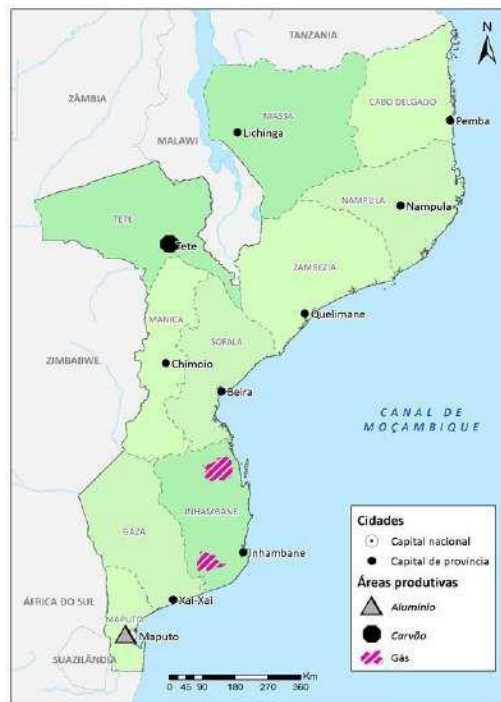 TANZANIA
N
ZÂMBIA
CABO DELGADO
NIASSA
Pemba
Lichinga
MALAWI
NAMPULA
Nampula
TETE
Tete
ZAMBEZIA
Quelimane
MANICA
SOFALA
ZIMBABWE
Chimoio
Beira
CANAL DE
MOÇAMBIQUE
INHAMBANE
GAZA
Inhambane
Xai-Xai
ÁFRICA DO SUL
MAPUTO
Maputo
SUAZILÂNDIA
Km
0 45 90 180 270 360
Cidades
Capital nacional
Capital de província
Áreas produtivas
Alumínio
Carvão
Gás